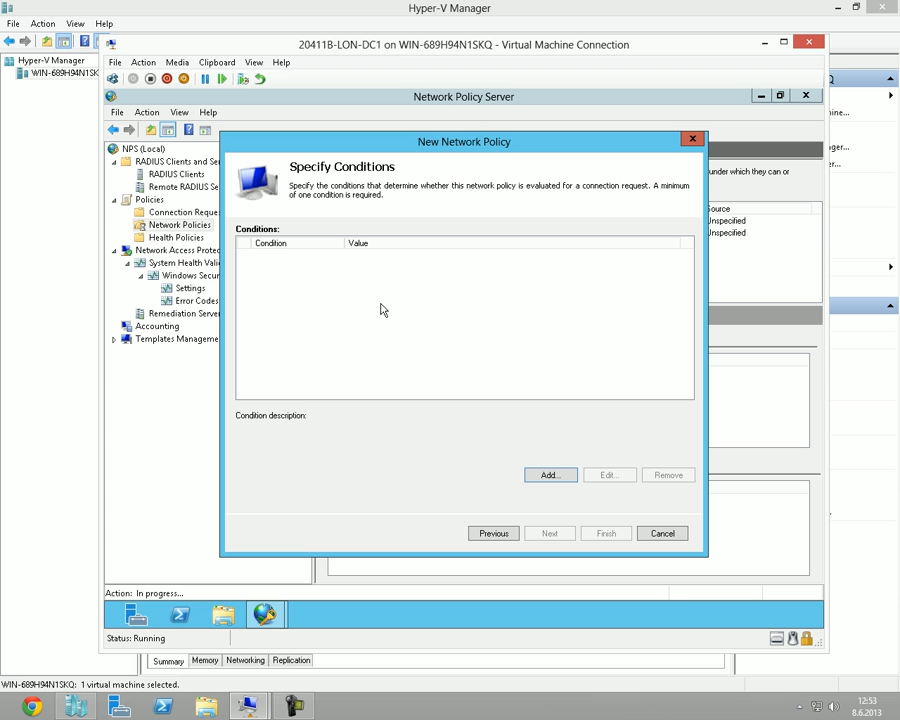 Hyper-V Manager
File Action View Help
Hyper-V Manager
WIN-689H94N1SK
20411B-LON-DC1 on WIN-689H94N1SKQ - Virtual Machine Connection
File Action Media Clipboard View Help
Network Policy Server
File Action View Help
NPS (Local)
RADIUS Clients and Se
RADIUS Clients
Remote RADIUS Se
Policies
Connection Reque
Network Policies
Health Policies
Network Access Protec
System Health Vali
Windows Secur
Settings
Error Codes
Remediation Server
Accounting
Templates Manageme
New Network Policy
Specify Conditions
Specify the conditions that determine whether this network policy is evaluated for a connection request. A minimum
of one condition is required.
Conditions:
Condition Value
Condition description:
Add... Edit... Remove
Previous Next Finish Cancel
under which they can or
Source
Unspecified
Unspecified
Q
ine...
ger...
er...
Action: In progress...
Status: Running
Summary Memory Networking Replication
WIN-689H94N1SKQ: 1 virtual machine selected.
12:53
8.6.2013